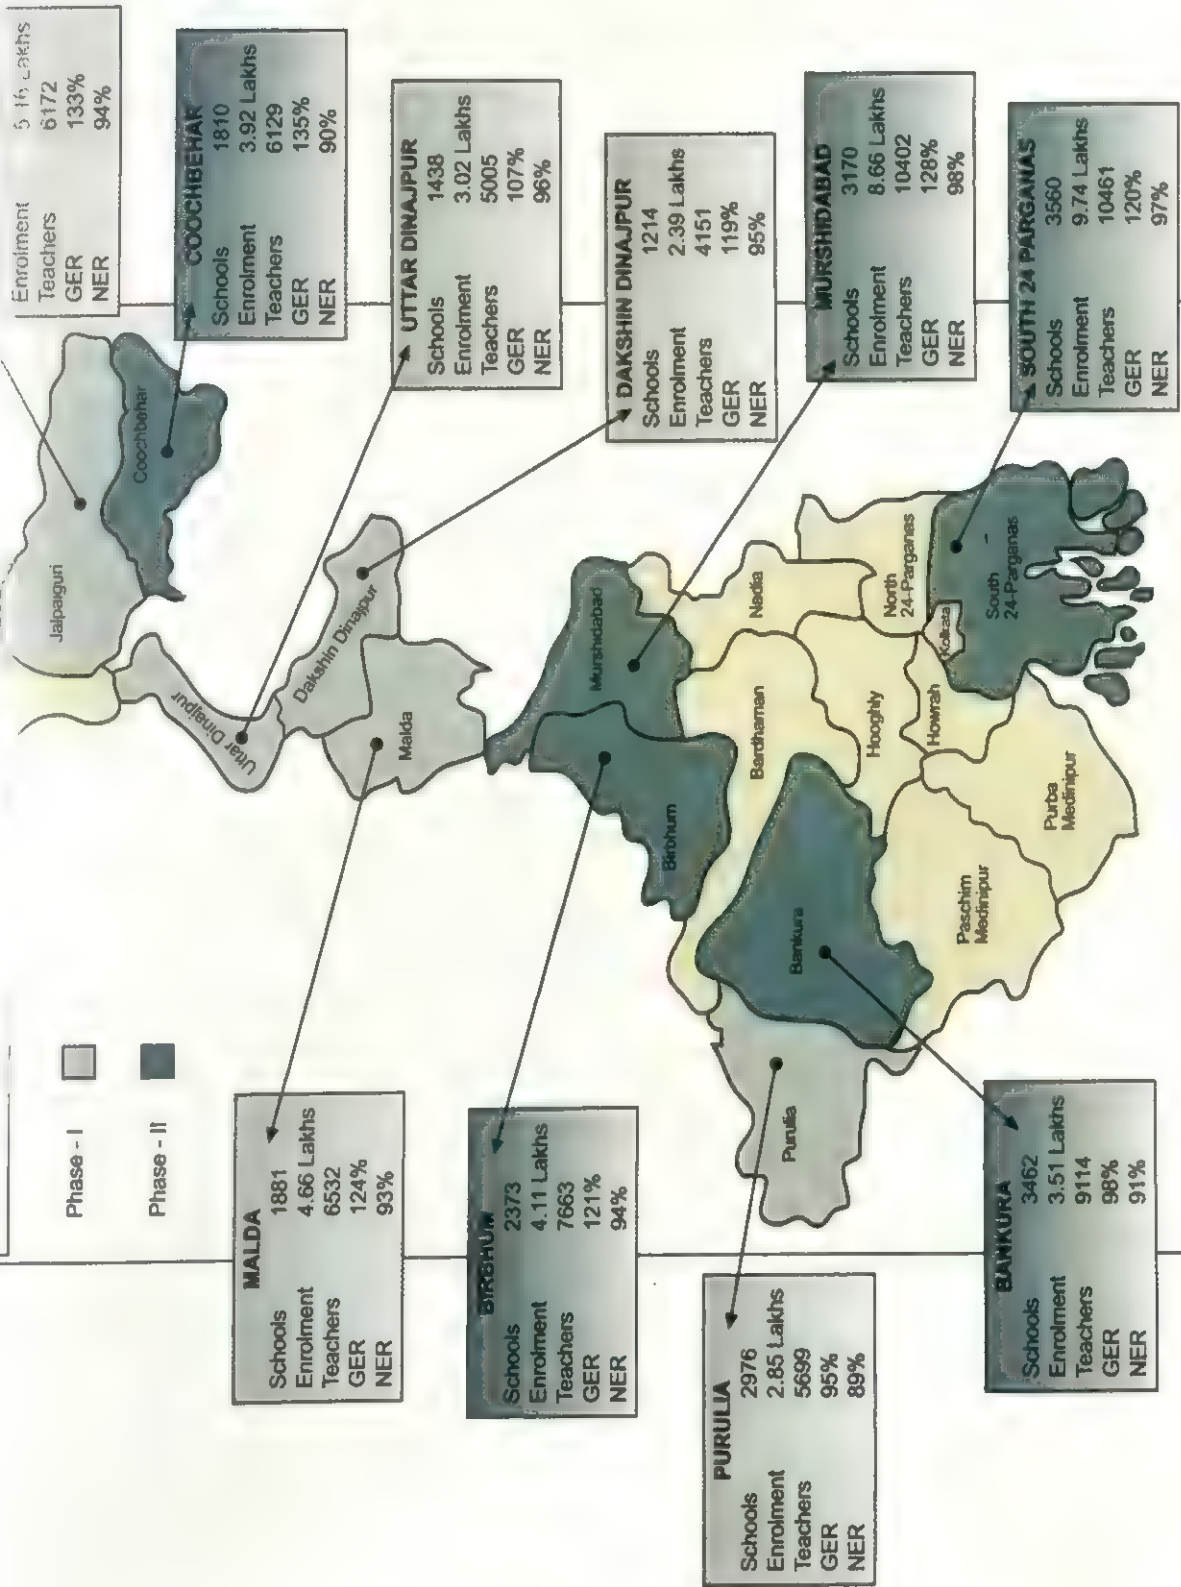 Enrolment 5.16 Lakhs
Teachers 6172
GER 133%
NER 94%
COOCHBEHAR
Schools 1810
Enrolment 3.92 Lakhs
Teachers 6129
GER 135%
NER 90%
UTTAR DINAJPUR
Schools 1438
Enrolment 3.02 Lakhs
Teachers 5005
GER 107%
NER 96%
DAKSHIN DINAJPUR
Schools 1214
Enrolment 2.39 Lakhs
Teachers 4151
GER 119%
NER 95%
MURSHIDABAD
Schools 3170
Enrolment 8.66 Lakhs
Teachers 10402
GER 128%
NER 98%
SOUTH 24 PARGANAS
Schools 3560
Enrolment 9.74 Lakhs
Teachers 10461
GER 120%
NER 97%
Jalpaiguri
Coochbehar
Uttar Dinajpur
Dakshin Dinajpur
Malda
Murshidabad
Birbhum
Nadia
Bardhaman
North
24-Parganas
Hooghly
Kolkata
Howrah
South
24-Parganas
Bankura
Purulia
Paschim
Medinipur
Purba
Medinipur
Phase - I
Phase - II
MALDA
Schools 1881
Enrolment 4.66 Lakhs
Teachers 6532
GER 124%
NER 93%
BIRBHUM
Schools 2373
Enrolment 4.11 Lakhs
Teachers 7663
GER 121%
NER 94%
PURULIA
Schools 2976
Enrolment 2.85 Lakhs
Teachers 5699
GER 95%
NER 89%
BANKURA
Schools 3462
Enrolment 3.51 Lakhs
Teachers 9114
GER 98%
NER 91%